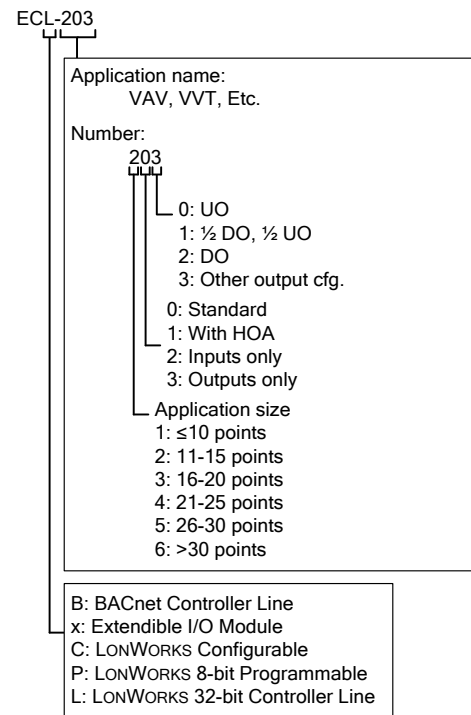 ECL-203
Application name:
VAV, VVT, Etc.
Number:
203
0: UO
1: ½ DO, ½ UO
2: DO
3: Other output cfg.
0: Standard
1: With HOA
2: Inputs only
3: Outputs only
Application size
1: ≤10 points
2: 11-15 points
3: 16-20 points
4: 21-25 points
5: 26-30 points
6: >30 points
B: BACnet Controller Line
x: Extendible I/O Module
C: LONWORKS Configurable
P: LONWORKS 8-bit Programmable
L: LONWORKS 32-bit Controller Line